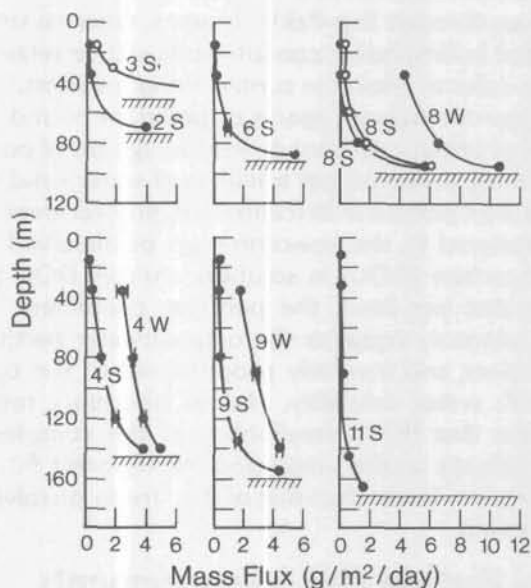 0
40
80
120
3 S
2 S
6 S
8 S
8 S
8 W
Depth (m)
0
40
80
120
160
4 W
4 S
9 W
9 S
11 S
0 2 4 6
0 2 4 6
0 2 4 6 8 10 12
Mass Flux (g/m²/day)